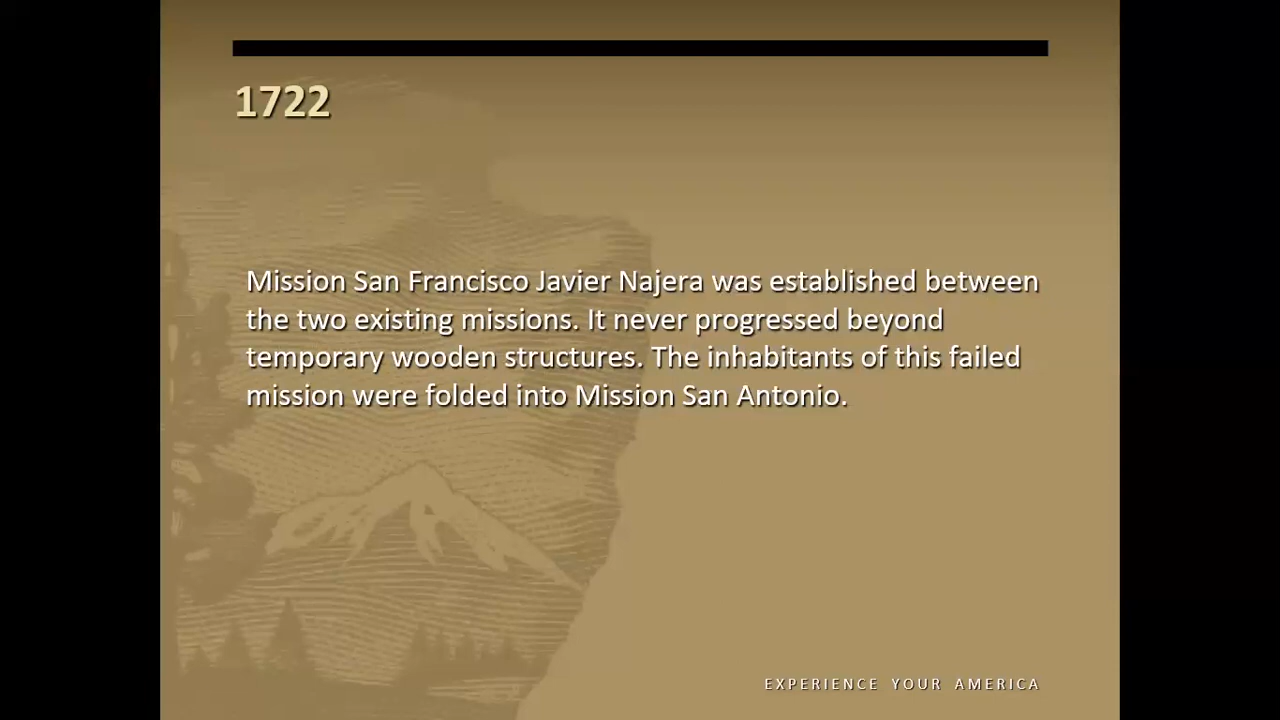 1722
Mission San Francisco Javier Najera was established between
the two existing missions. It never progressed beyond
temporary wooden structures. The inhabitants of this failed
mission were folded into Mission San Antonio.
EXPERIENCE YOUR AMERICA